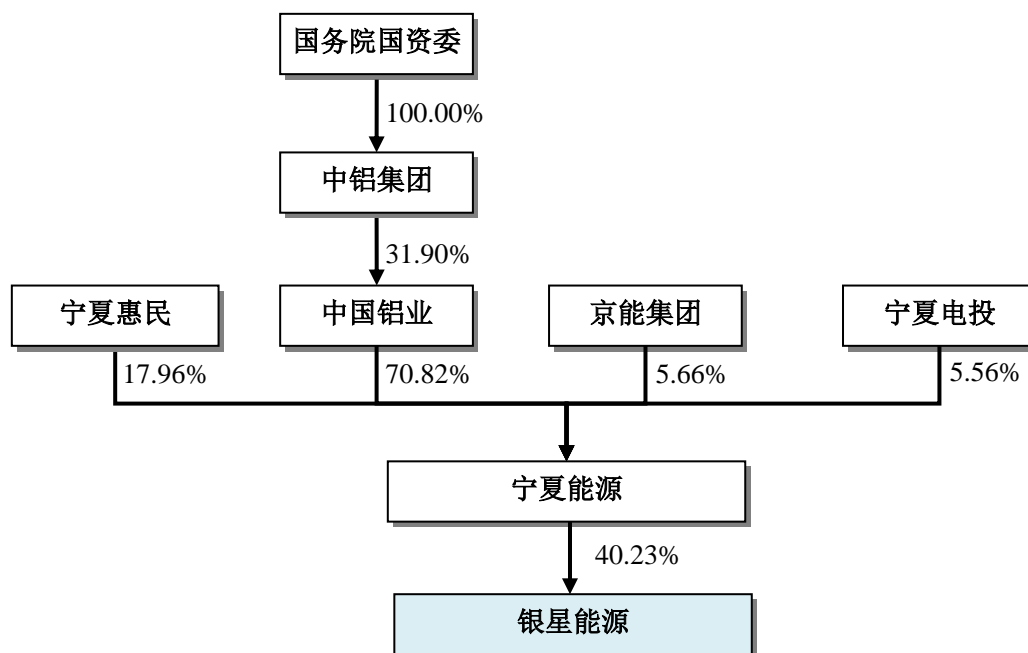 国务院国资委
100.00%
中铝集团
31.90%
宁夏惠民
中国铝业
京能集团
宁夏电投
17.96%
70.82%
5.66%
5.56%
宁夏能源
40.23%
银星能源